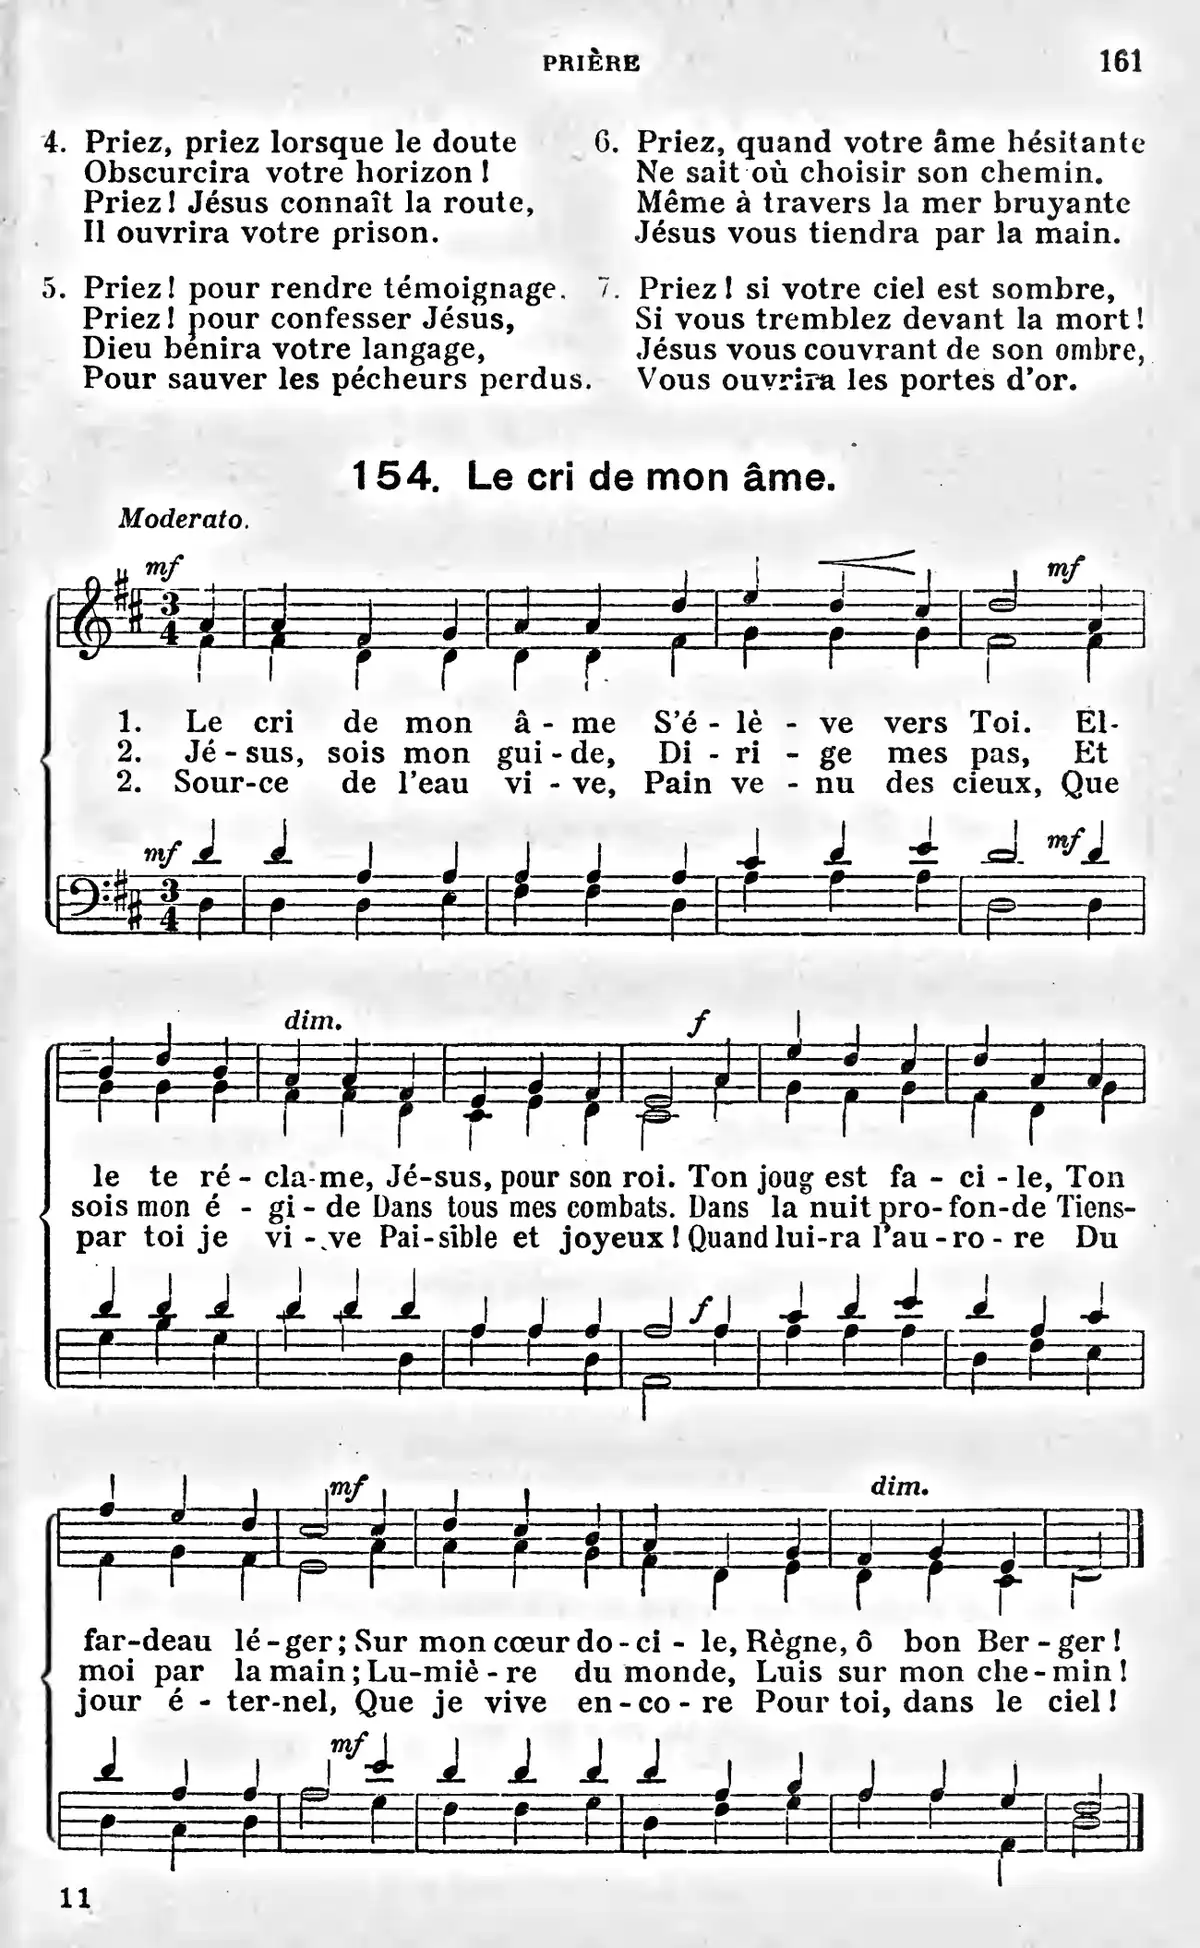 PRIÈRE 161
4. Priez, priez lorsque le doute
Obscurcira votre horizon !
Priez! Jésus connaît la route,
Il ouvrira votre prison.
5. Priez! pour rendre témoignage.
Priez! pour confesser Jésus,
Dieu bénira votre langage,
Pour sauver les pécheurs perdus.
6. Priez, quand votre âme hésitante
Ne sait où choisir son chemin.
Même à travers la mer bruyante
Jésus vous tiendra par la main.
7. Priez! si votre ciel est sombre,
Si vous tremblez devant la mort!
Jésus vous couvrant de son ombre,
Vous ouvrira les portes d'or.
154. Le cri de mon âme.
Moderato.
mf mf
3
4
1. Le cri de mon â - me S'é - lè - ve vers Toi. El-
2. Jé - sus, sois mon gui - de, Di - ri - ge mes pas, Et
2. Sour-ce de l'eau vi - ve, Pain ve - nu des cieux, Que
mf mf
3
4
dim. f
le te ré - cla-me, Jé-sus, pour son roi. Ton joug est fa - ci - le, Ton
sois mon é - gi - de Dans tous mes combats. Dans la nuit pro-fon-de Tiens-
par toi je vi - ve Pai-sible et joyeux! Quand lui-ra l'au-ro - re Du
f
mf dim.
far-deau lé-ger; Sur mon cœur do-ci - le, Règne, ô bon Ber-ger!
moi par la main; Lu-miè-re du monde, Luis sur mon che-min!
jour é - ter-nel, Que je vive en-co-re Pour toi, dans le ciel!
mf
11